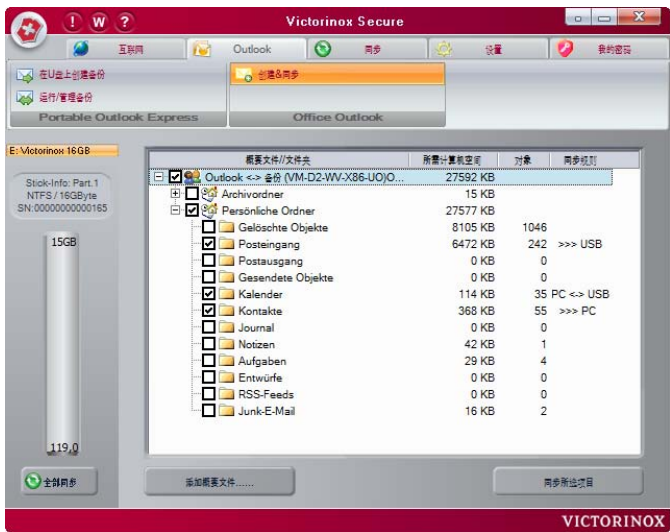 ! W ?
Victorinox Secure
互联网 Outlook 同步 设置 我的密码
在U盘上创建备份
运行/管理备份
Portable Outlook Express
创建&同步
Office Outlook
E: Victorinox 16GB
Stick-Info: Part.1
NTFS / 16GByte
SN:00000000000165
15GB
119,0
全部同步
概要文件//文件夹 所需计算机空间 对象 同步规则
Outlook <-> 备份 (VM-D2-WV-X86-UO)O... 27592 KB
Archivordner 15 KB
Persönliche Ordner 27577 KB
Gelöschte Objekte 8105 KB 1046
Posteingang 6472 KB 242 >>> USB
Postausgang 0 KB 0
Gesendete Objekte 0 KB 0
Kalender 114 KB 35 PC <-> USB
Kontakte 368 KB 55 >>> PC
Journal 0 KB 0
Notizen 42 KB 1
Aufgaben 29 KB 4
Entwürfe 0 KB 0
RSS-Feeds 0 KB 0
Junk-E-Mail 16 KB 2
添加概要文件......
同步所选项目
VICTORINOX